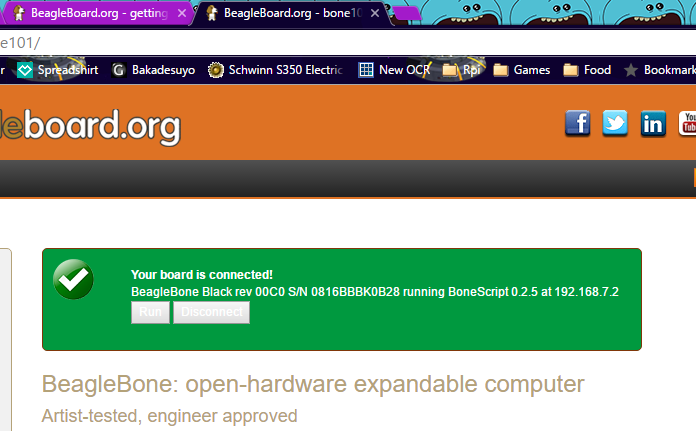 BeagleBoard.org - getting
BeagleBoard.org - bone10
e101/
r Spreadshirt Bakadesuyo Schwinn S350 Electric New OCR Rpi Games Food Bookmark
leboard.org
You
Tube
Your board is connected!
BeagleBone Black rev 00C0 S/N 0816BBBK0B28 running BoneScript 0.2.5 at 192.168.7.2
Run Disconnect
BeagleBone: open-hardware expandable computer
Artist-tested, engineer approved